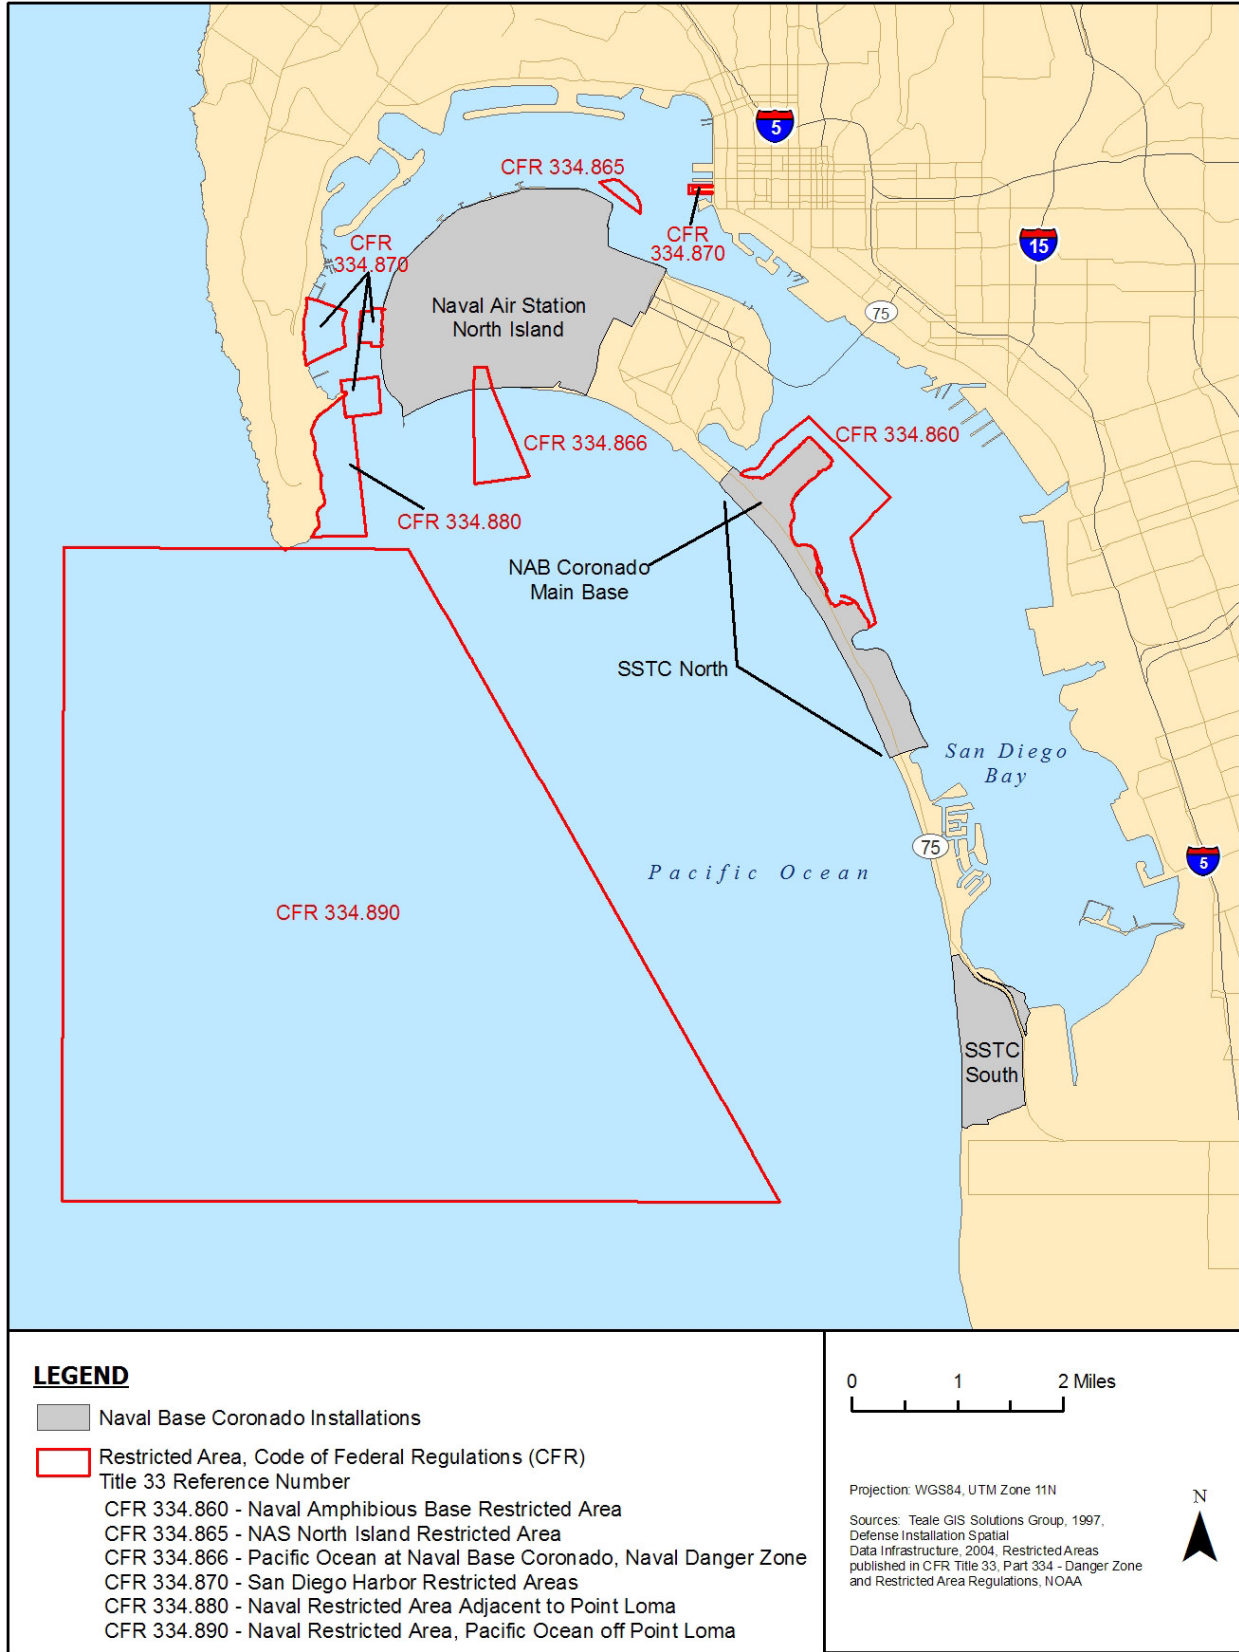 5
CFR 334.865
CFR
334.870
15
CFR
334.870
Naval Air Station
North Island
75
CFR 334.866
CFR 334.860
CFR 334.880
NAB Coronado
Main Base
SSTC North
San Diego
Bay
75
5
Pacific Ocean
CFR 334.890
SSTC
South
LEGEND
Naval Base Coronado Installations
Restricted Area, Code of Federal Regulations (CFR)
Title 33 Reference Number
CFR 334.860 - Naval Amphibious Base Restricted Area
CFR 334.865 - NAS North Island Restricted Area
CFR 334.866 - Pacific Ocean at Naval Base Coronado, Naval Danger Zone
CFR 334.870 - San Diego Harbor Restricted Areas
CFR 334.880 - Naval Restricted Area Adjacent to Point Loma
CFR 334.890 - Naval Restricted Area, Pacific Ocean off Point Loma
0 1 2 Miles
Projection: WGS84, UTM Zone 11N
Sources: Teale GIS Solutions Group, 1997,
Defense Installation Spatial
Data Infrastructure, 2004, Restricted Areas
published in CFR Title 33, Part 334 - Danger Zone
and Restricted Area Regulations, NOAA
N